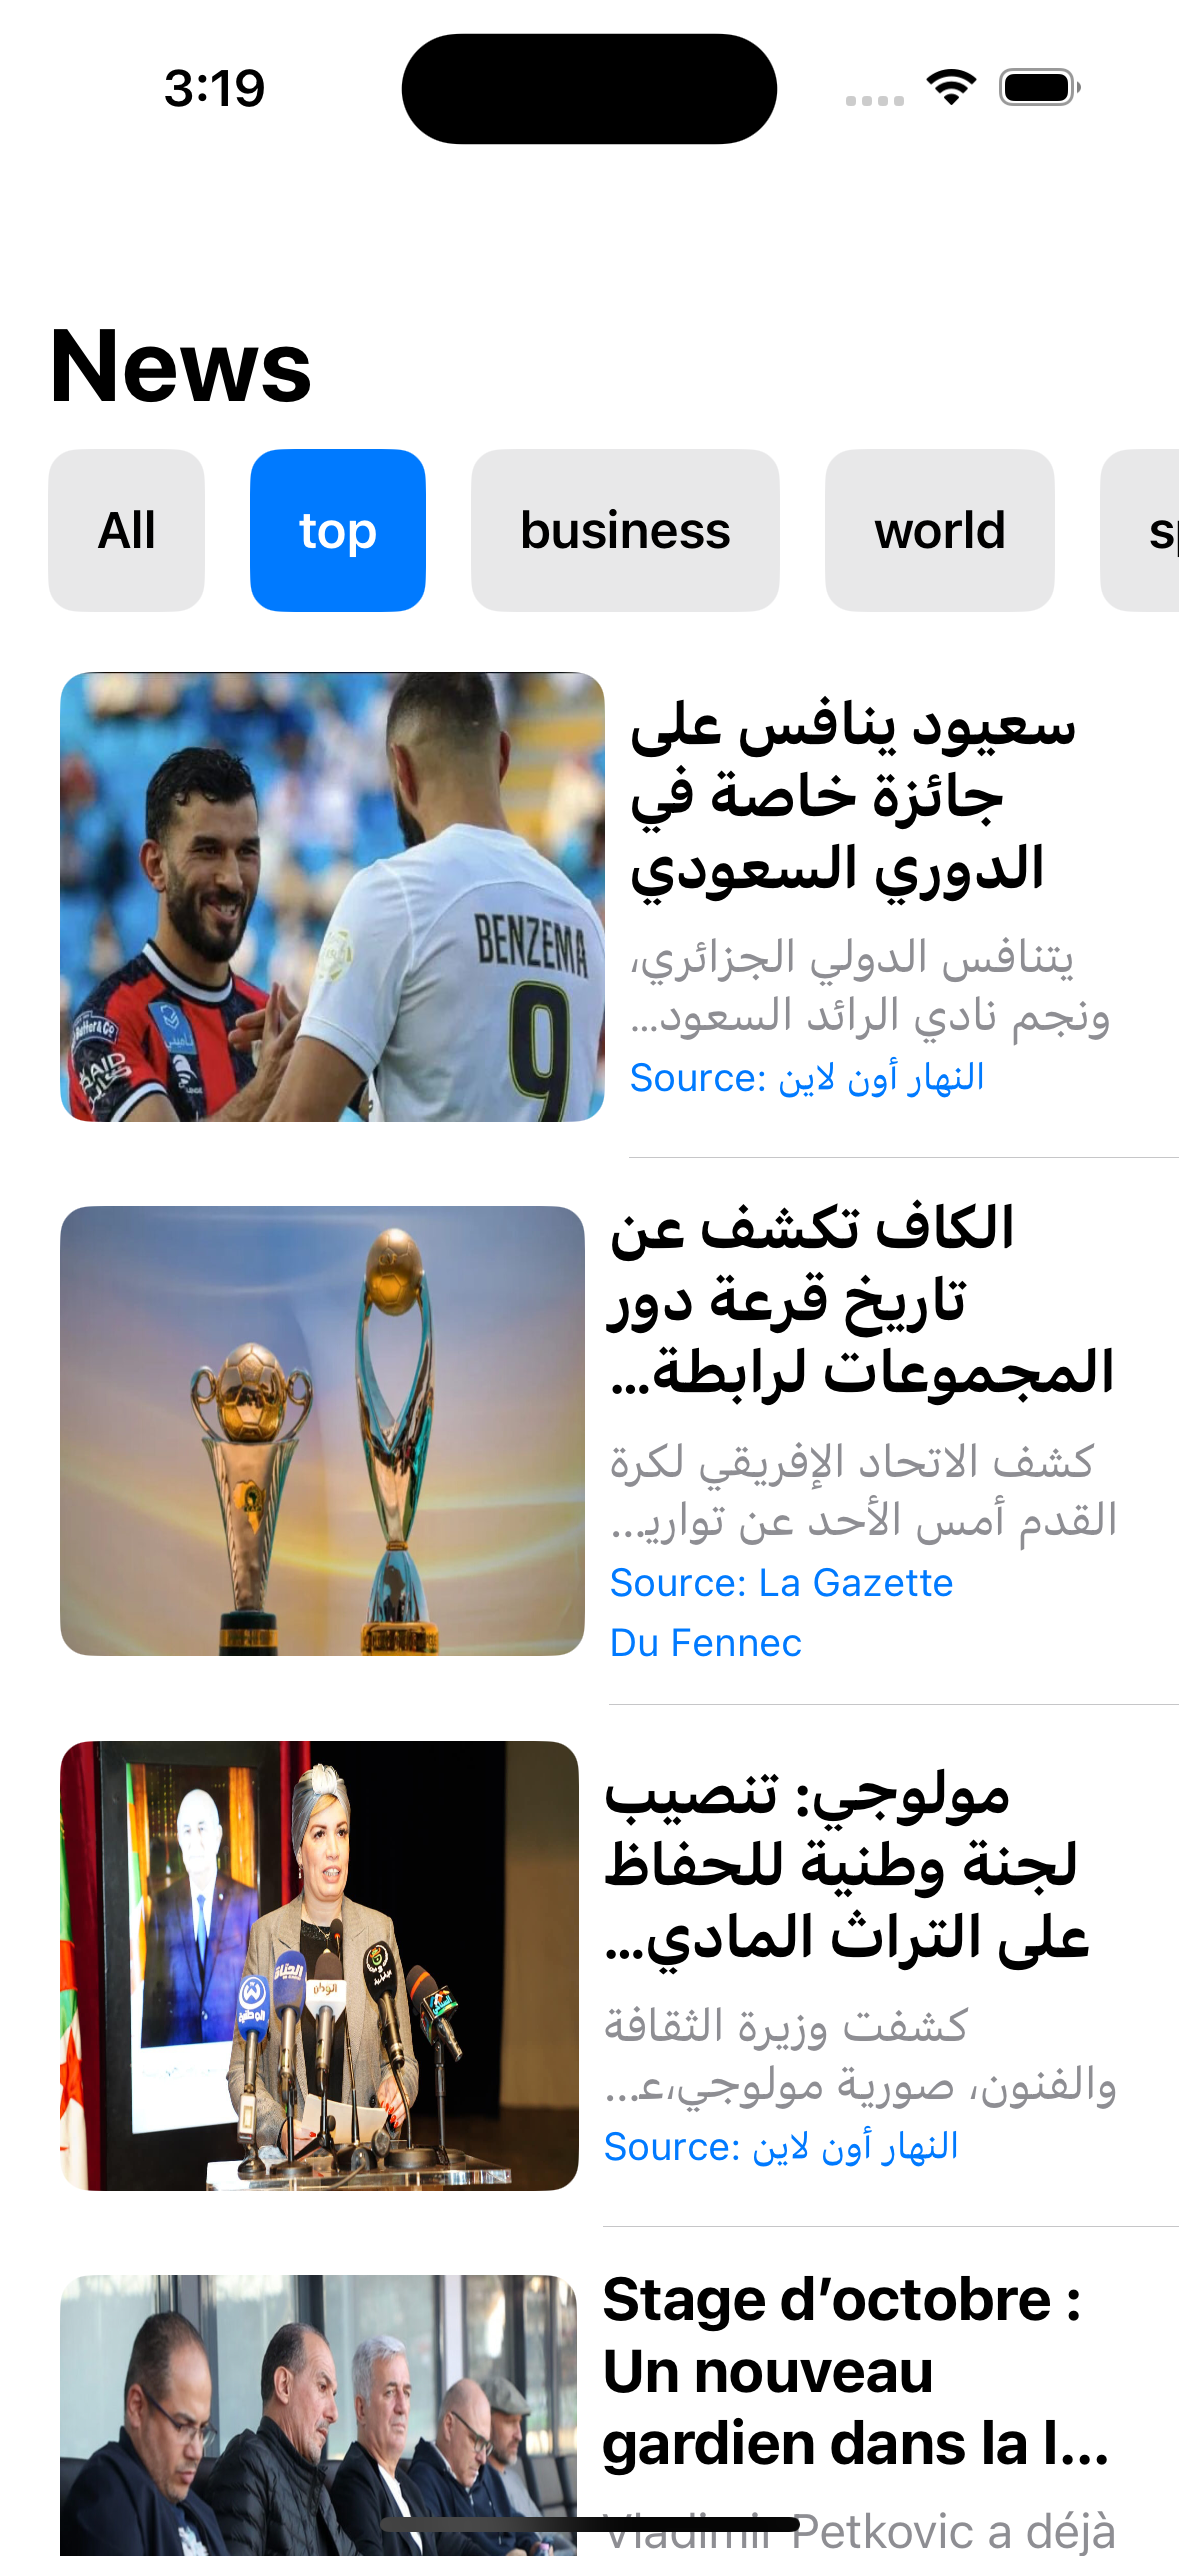 3:19
News
All
top
business
world
sp
سعيود ينافس على
جائزة خاصة في
الدوري السعودي
يتنافس الدولي الجزائري،
ونجم نادي الرائد السعود...
Source: النهار أون لاين
BENZEMA
9
الكاف تكشف عن
تاريخ قرعة دور
المجموعات لرابطة...
كشف الاتحاد الإفريقي لكرة
القدم أمس الأحد عن تواريـ...
Source: La Gazette
Du Fennec
مولوجي: تنصيب
لجنة وطنية للحفاظ
على التراث المادي...
كشفت وزيرة الثقافة
والفنون، صورية مولوجي،عـ...
Source: النهار أون لاين
Stage d’octobre :
Un nouveau
gardien dans la l...
Vladimir Petkovic a déjà